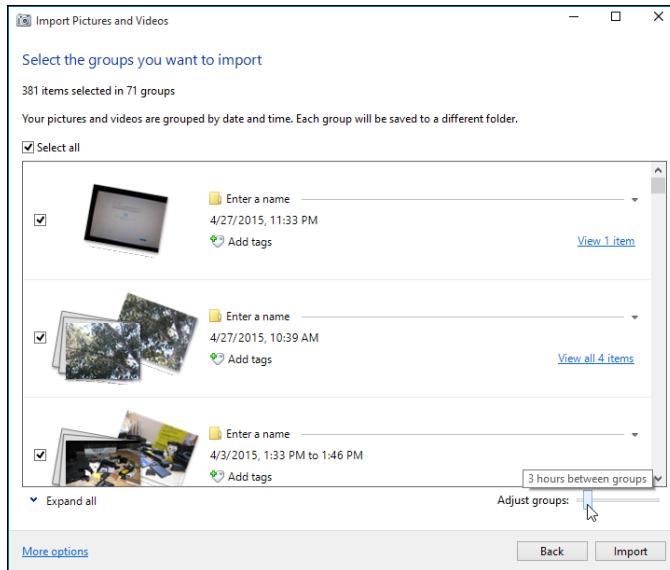 Import Pictures and Videos
Select the groups you want to import
381 items selected in 71 groups
Your pictures and videos are grouped by date and time. Each group will be saved to a different folder.
Select all
Enter a name
4/27/2015, 11:33 PM
Add tags
View 1 item
Enter a name
4/27/2015, 10:39 AM
Add tags
View all 4 items
Enter a name
4/3/2015, 1:33 PM to 1:46 PM
Add tags
3 hours between groups
Expand all
Adjust groups:
More options
Back
Import